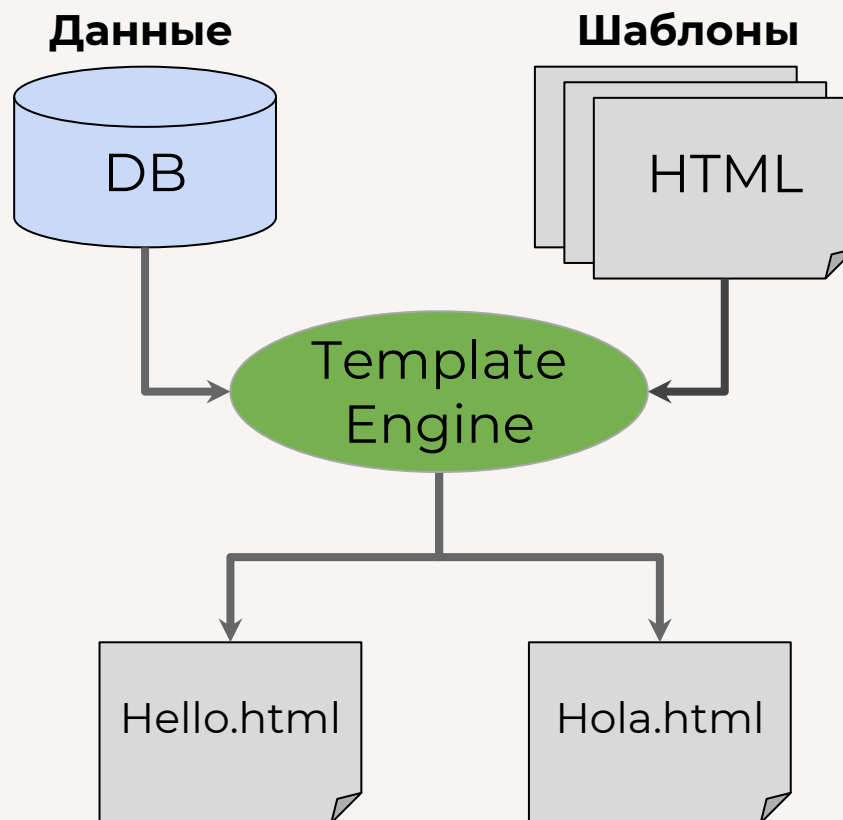 Данные
Шаблоны
DB
HTML
Template
Engine
Hello.html
Hola.html